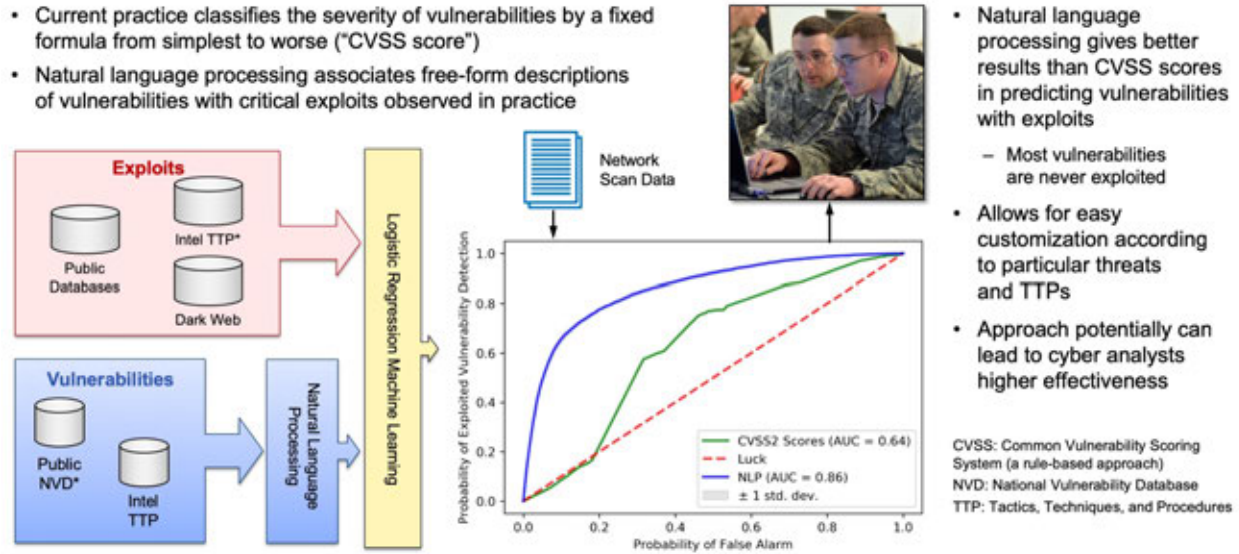 • Current practice classifies the severity of vulnerabilities by a fixed
formula from simplest to worse (“CVSS score”)
• Natural language processing associates free-form descriptions
of vulnerabilities with critical exploits observed in practice
Exploits
Public
Databases
Intel TTP*
Dark Web
Vulnerabilities
Public
NVD*
Intel
TTP
Natural Language
Processing
Logistic Regression Machine Learning
Network
Scan Data
Probability of Exploited Vulnerability Detection
1.0
0.8
0.6
0.4
0.2
0.0
CVSS2 Scores (AUC = 0.64)
Luck
NLP (AUC = 0.86)
± 1 std. dev.
0.0 0.2 0.4 0.6 0.8 1.0
Probability of False Alarm
• Natural language
processing gives better
results than CVSS scores
in predicting vulnerabilities
with exploits
– Most vulnerabilities
are never exploited
• Allows for easy
customization according
to particular threats
and TTPs
• Approach potentially can
lead to cyber analysts
higher effectiveness
CVSS: Common Vulnerability Scoring
System (a rule-based approach)
NVD: National Vulnerability Database
TTP: Tactics, Techniques, and Procedures